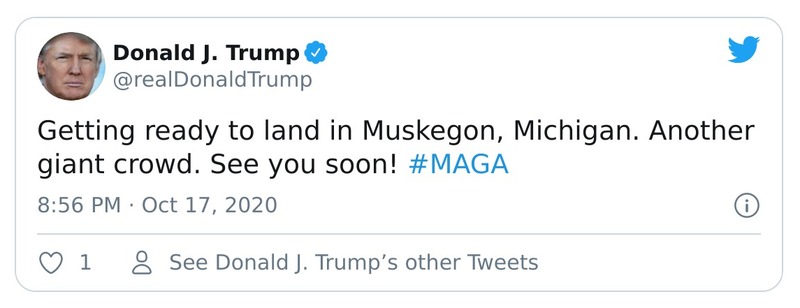 Donald J. Trump
@realDonaldTrump
Getting ready to land in Muskegon, Michigan. Another
giant crowd. See you soon! #MAGA
8:56 PM · Oct 17, 2020
1
See Donald J. Trump’s other Tweets